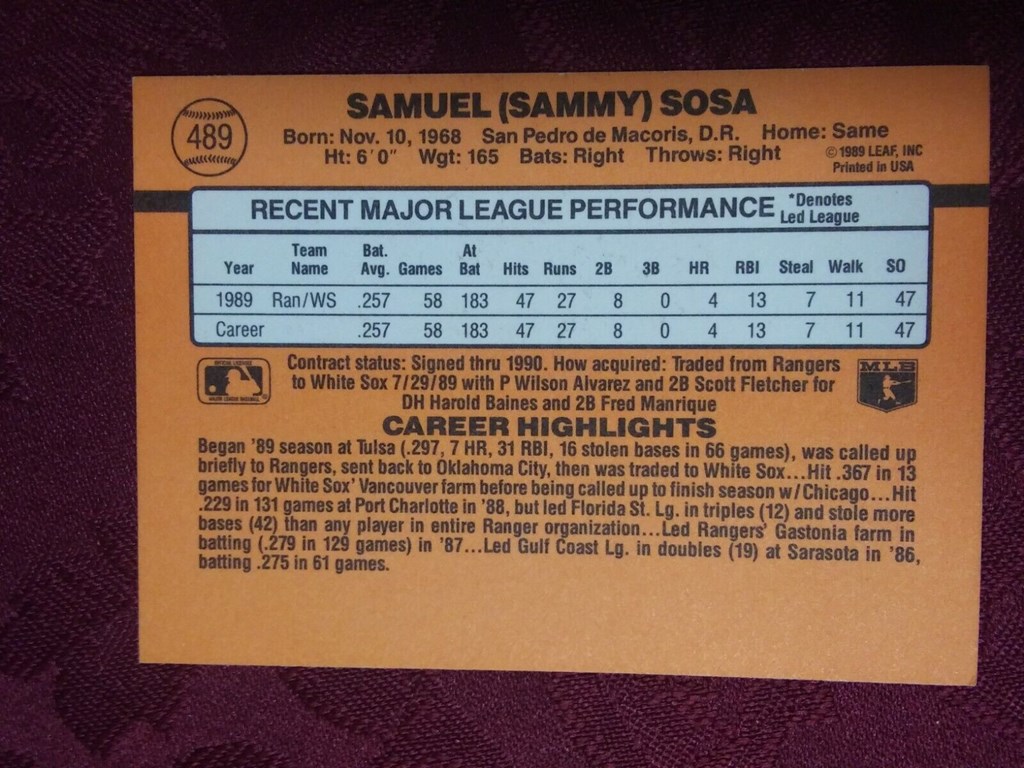 489
SAMUEL (SAMMY) SOSA
Born: Nov. 10, 1968 San Pedro de Macoris, D.R. Home: Same
Ht: 6'0" Wgt: 165 Bats: Right Throws: Right
© 1989 LEAF, INC
Printed in USA
RECENT MAJOR LEAGUE PERFORMANCE *Denotes
Led League
Team Bat. At
Year Name Avg. Games Bat Hits Runs 2B 3B HR RBI Steal Walk SO
1989 Ran/WS .257 58 183 47 27 8 0 4 13 7 11 47
Career .257 58 183 47 27 8 0 4 13 7 11 47
Contract status: Signed thru 1990. How acquired: Traded from Rangers
to White Sox 7/29/89 with P Wilson Alvarez and 2B Scott Fletcher for
DH Harold Baines and 2B Fred Manrique
MLB
CAREER HIGHLIGHTS
Began '89 season at Tulsa (.297, 7 HR, 31 RBI, 16 stolen bases in 66 games), was called up
briefly to Rangers, sent back to Oklahoma City, then was traded to White Sox...Hit .367 in 13
games for White Sox' Vancouver farm before being called up to finish season w/Chicago...Hit
.229 in 131 games at Port Charlotte in '88, but led Florida St. Lg. in triples (12) and stole more
bases (42) than any player in entire Ranger organization...Led Rangers' Gastonia farm in
batting (.279 in 129 games) in '87...Led Gulf Coast Lg. in doubles (19) at Sarasota in '86,
batting .275 in 61 games.